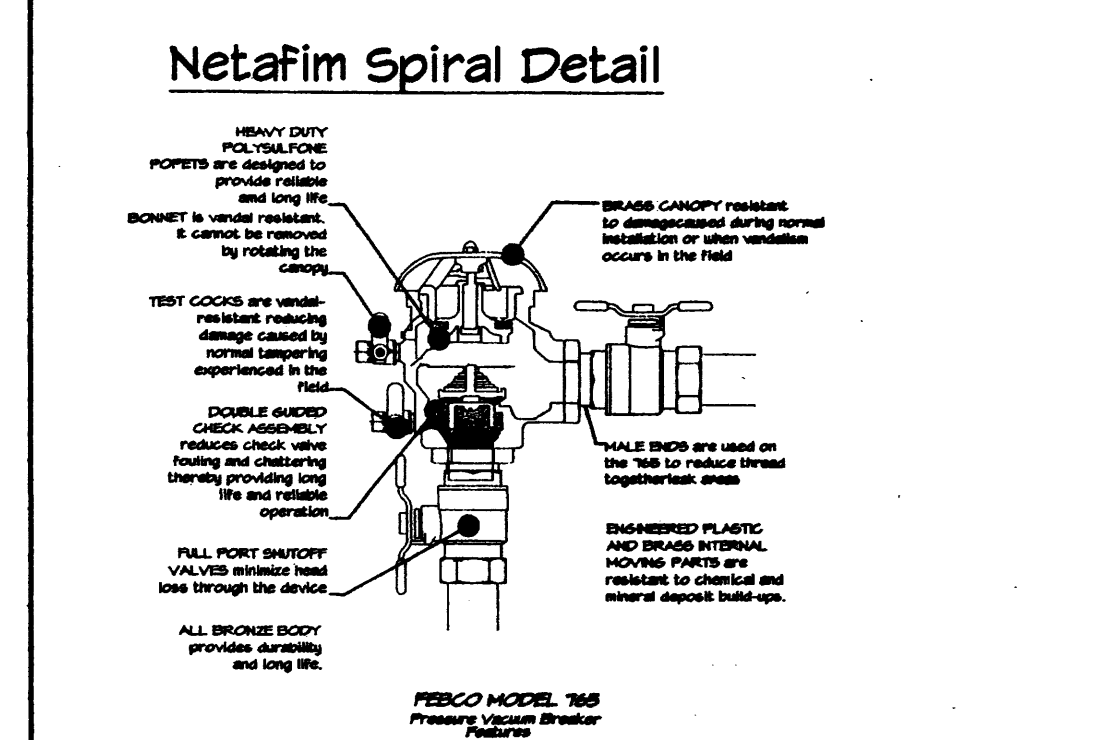 Netafim Spiral Detail
HEAVY DUTY
POLYSULFONE
POPETS are designed to
provide reliable
and long life
BONNET is vandal resistant.
It cannot be removed
by rotating the
canopy
TEST COCKS are vandal-
resistant reducing
damage caused by
normal tampering
experienced in the
field
DOUBLE GUIDED
CHECK ASSEMBLY
reduces check valve
fouling and chattering
thereby providing long
life and reliable
operation
FULL PORT SHUTOFF
VALVES minimize head
loss through the device
ALL BRONZE BODY
provides durability
and long life.
BRASS CANOPY resistant
to damagecaused during normal
installation or when vandalism
occurs in the field
MALE ENDS are used on
the 765 to reduce thread
togetherleak areas
ENGINEERED PLASTIC
AND BRASS INTERNAL
MOVING PARTS are
resistant to chemical and
mineral deposit build-ups.
FEBCO MODEL 765
Pressure Vacuum Breaker
Features